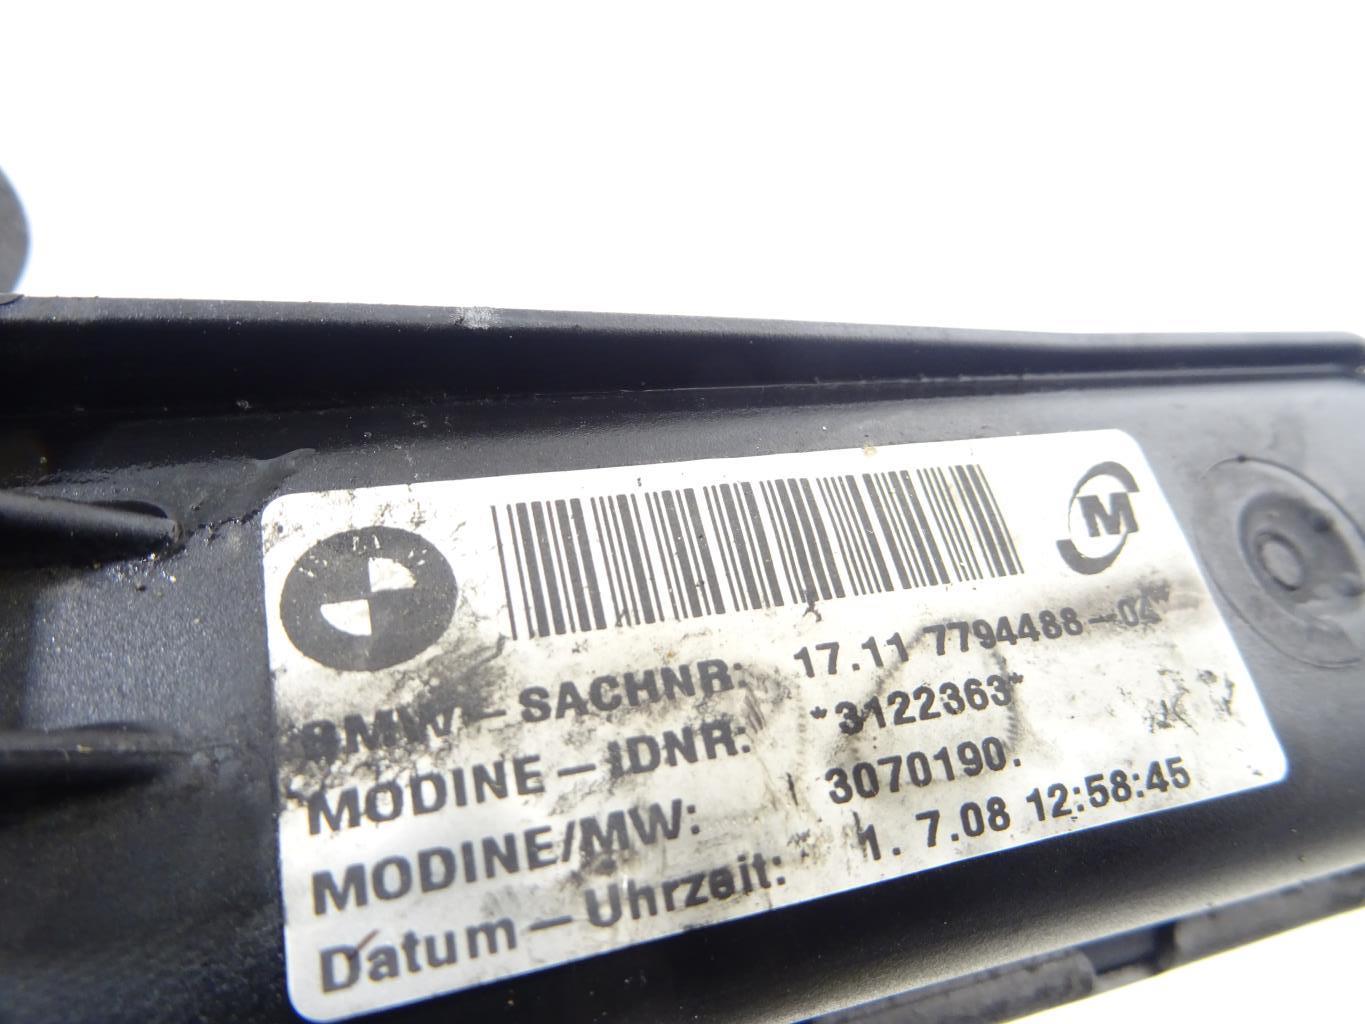 M
BMW-SACHNR: 17.11 7794488-04*
MODINE-IDNR: *3122363*
MODINE/MW: 3070190.
Datum-Uhrzeit: 1. 7.08 12:58:45